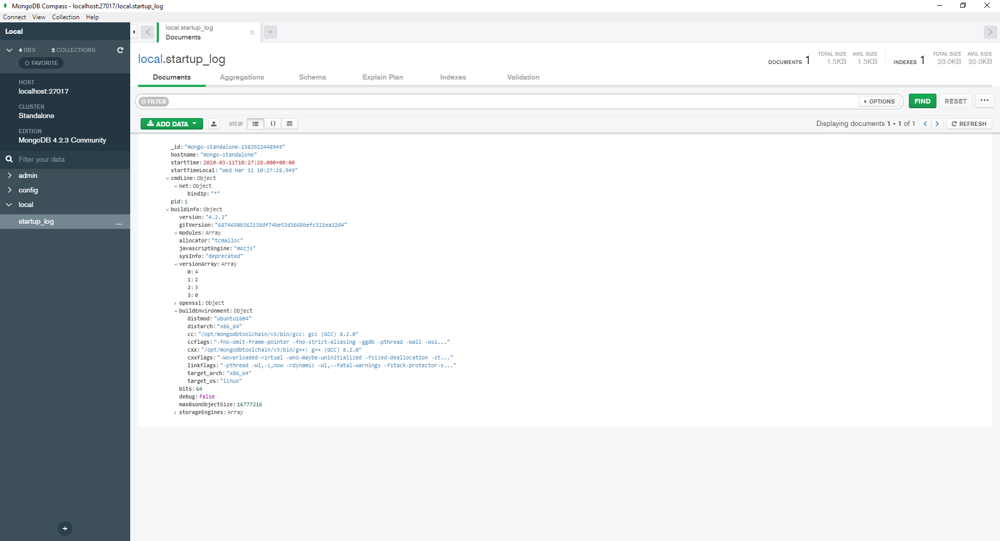 MongoDB Compass - localhost:27017/local.startup_log
Connect View Collection Help
Local
4 DBS 2 COLLECTIONS
FAVORITE
HOST
localhost:27017
CLUSTER
Standalone
EDITION
MongoDB 4.2.3 Community
Filter your data
admin
config
local
startup_log ...
local.startup_log
Documents
local.startup_log
DOCUMENTS 1 TOTAL SIZE 1.5KB AVG. SIZE 1.5KB INDEXES 1 TOTAL SIZE 20.0KB AVG. SIZE 20.0KB
Documents Aggregations Schema Explain Plan Indexes Validation
FILTER OPTIONS FIND RESET ...
ADD DATA VIEW {} Displaying documents 1 - 1 of 1 REFRESH
_id: "mongo-standalone-1583922448949"
hostname: "mongo-standalone"
startTime: 2020-03-11T10:27:28.000+00:00
startTimeLocal: "Wed Mar 11 10:27:28.949"
cmdLine: Object
net: Object
bindIp: "*"
pid: 1
buildinfo: Object
version: "4.2.3"
gitVersion: "6874650b362138df74be53d366bbefc321ea32d4"
modules: Array
allocator: "tcmalloc"
javascriptEngine: "mozjs"
sysInfo: "deprecated"
versionArray: Array
0: 4
1: 2
2: 3
3: 0
openssl: Object
buildEnvironment: Object
distmod: "ubuntu1804"
distarch: "x86_64"
cc: "/opt/mongodbtoolchain/v3/bin/gcc: gcc (GCC) 8.2.0"
ccflags: "-fno-omit-frame-pointer -fno-strict-aliasing -ggdb -pthread -Wall -Wsi..."
cxx: "/opt/mongodbtoolchain/v3/bin/g++: g++ (GCC) 8.2.0"
cxxflags: "-Woverloaded-virtual -Wno-maybe-uninitialized -fsized-deallocation -st..."
linkflags: "-pthread -Wl,-z,now -rdynamic -Wl,--fatal-warnings -fstack-protector-s..."
target_arch: "x86_64"
target_os: "linux"
bits: 64
debug: false
maxBsonObjectSize: 16777216
storageEngines: Array